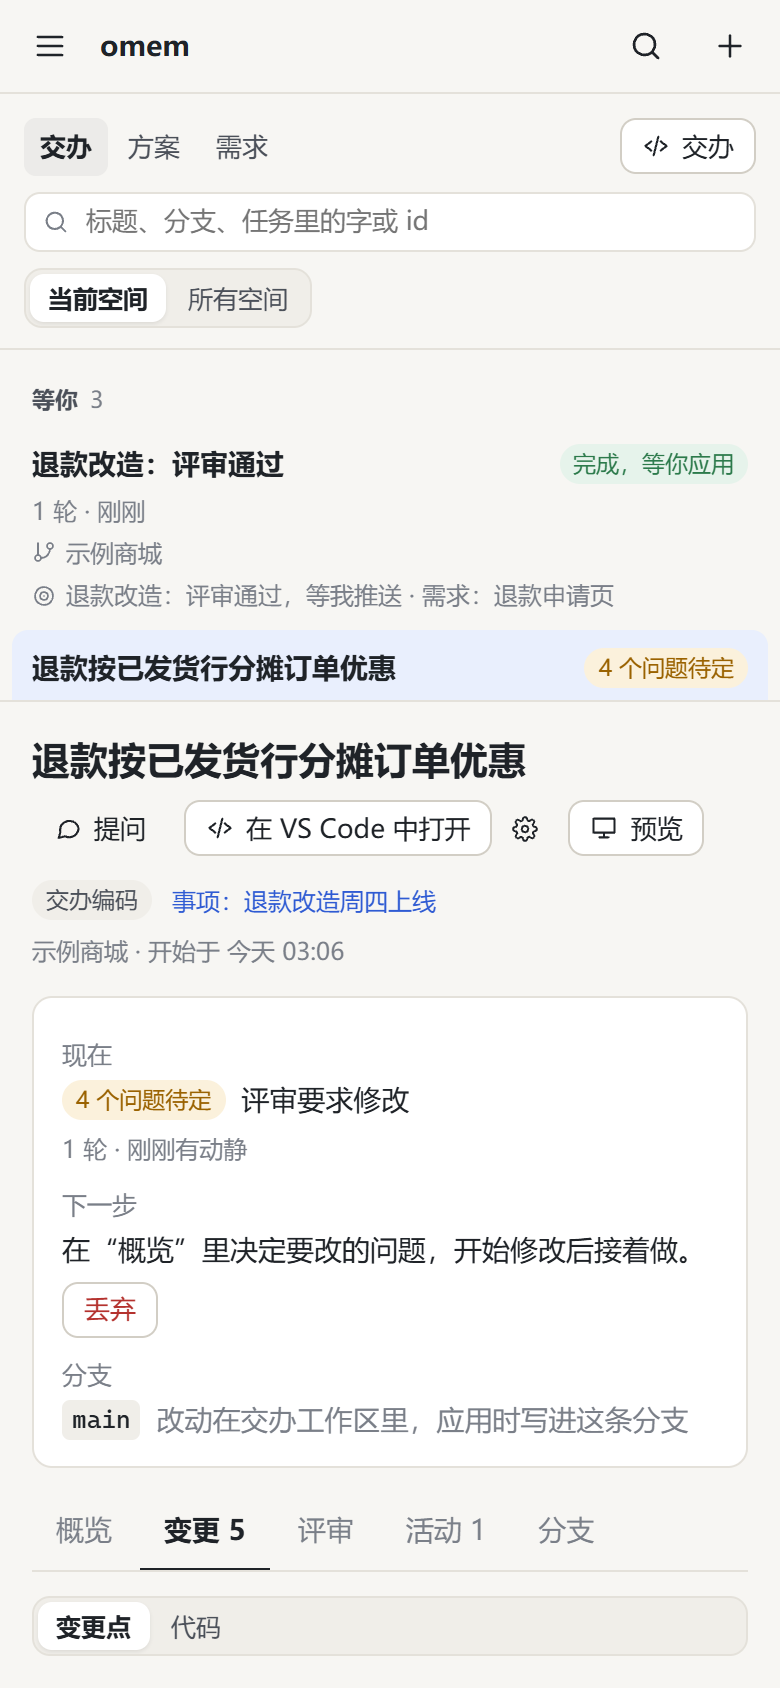 omem
交办 方案 需求 </> 交办
标题、分支、任务里的字或 id
当前空间 所有空间
等你 3
退款改造：评审通过 完成，等你应用
1 轮 · 刚刚
示例商城
退款改造：评审通过，等我推送 · 需求：退款申请页
退款按已发货行分摊订单优惠 4 个问题待定
退款按已发货行分摊订单优惠
提问 </> 在 VS Code 中打开 预览
交办编码 事项：退款改造周四上线
示例商城 · 开始于 今天 03:06
现在
4 个问题待定 评审要求修改
1 轮 · 刚刚有动静
下一步
在“概览”里决定要改的问题，开始修改后接着做。
丢弃
分支
main 改动在交办工作区里，应用时写进这条分支
概览 变更 5 评审 活动 1 分支
变更点 代码